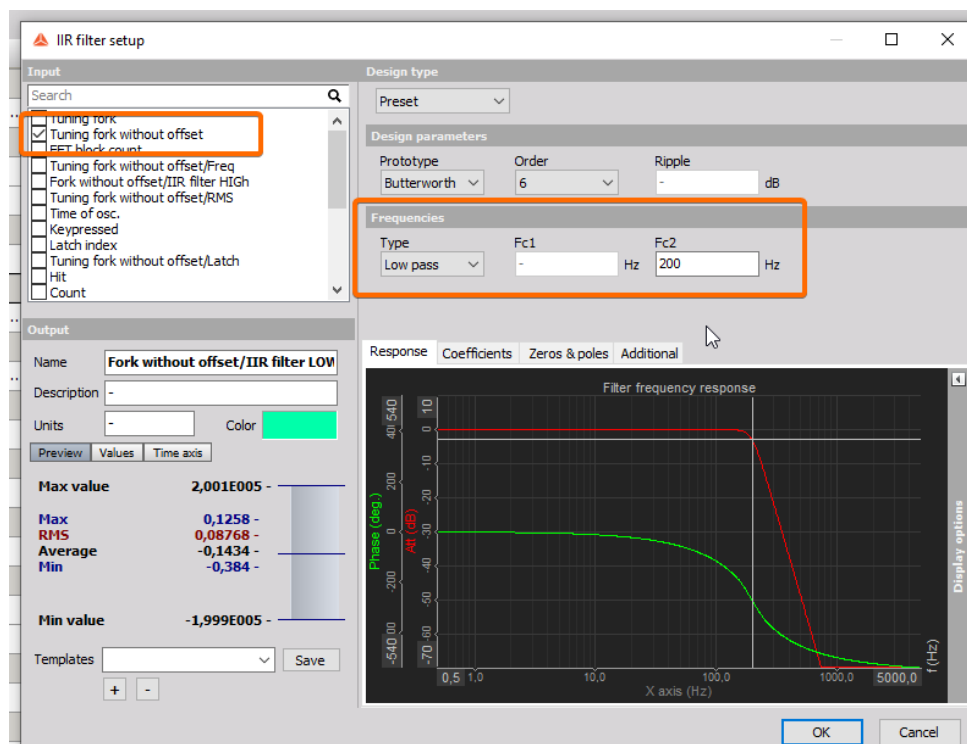 IIR filter setup
Input
Search
Tuning fork
Tuning fork without offset
FFT block count
Tuning fork without offset/Freq
Fork without offset/IIR filter HIGh
Tuning fork without offset/RMS
Time of osc.
Keypressed
Latch index
Tuning fork without offset/Latch
Hit
Count
Output
Name Fork without offset/IIR filter LOW
Description -
Units - Color
Preview Values Time axis
Max value 2,001E005 -
Max 0,1258 -
RMS 0,08768 -
Average -0,1434 -
Min -0,384 -
Min value -1,999E005 -
Templates Save
+ -
Design type
Preset
Design parameters
Prototype Order Ripple
Butterworth 6 - dB
Frequencies
Type Fc1 Fc2
Low pass - Hz 200 Hz
Response Coefficients Zeros & poles Additional
Filter frequency response
Phase (deg.)
540
200
0
-200
-540
Att (dB)
10
0
-10
-20
-30
-40
-50
-60
-70
0,5 1,0 10,0 100,0 1000,0 5000,0
X axis (Hz)
f (Hz)
Display options
OK Cancel